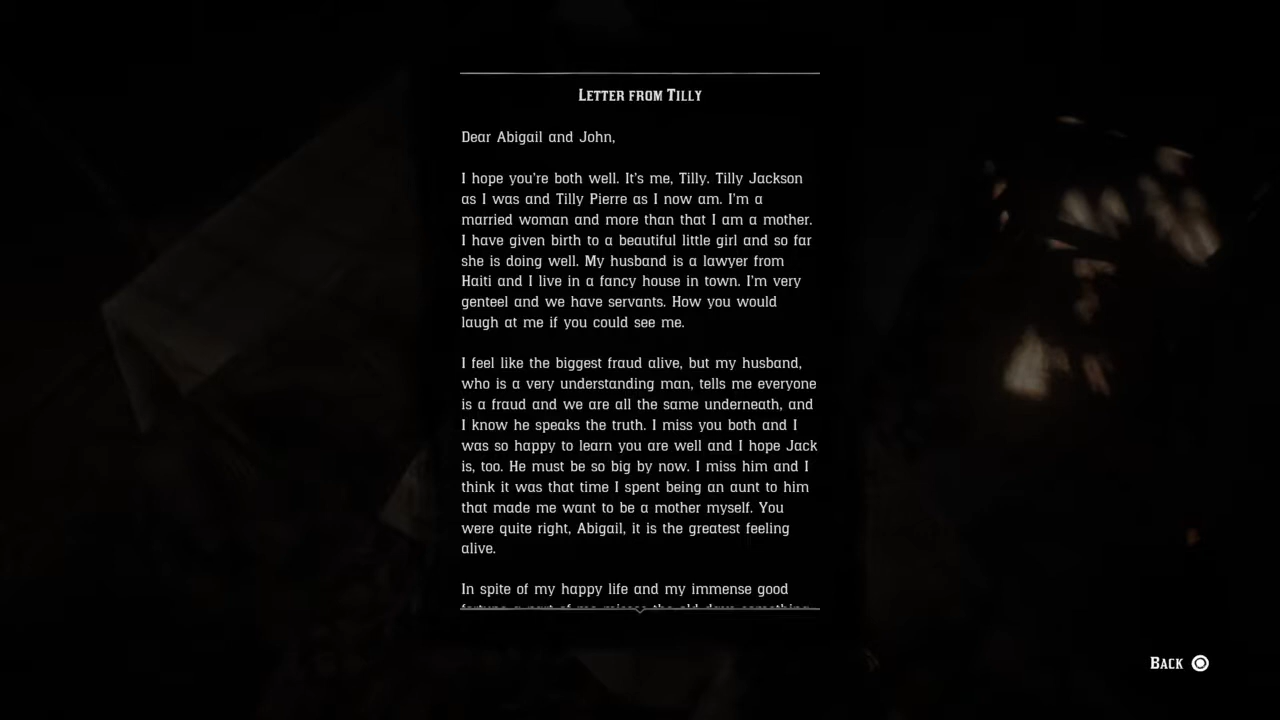 Letter from Tilly
Dear Abigail and John,
I hope you're both well. It's me, Tilly. Tilly Jackson
as I was and Tilly Pierre as I now am. I'm a
married woman and more than that I am a mother.
I have given birth to a beautiful little girl and so far
she is doing well. My husband is a lawyer from
Haiti and I live in a fancy house in town. I'm very
genteel and we have servants. How you would
laugh at me if you could see me.
I feel like the biggest fraud alive, but my husband,
who is a very understanding man, tells me everyone
is a fraud and we are all the same underneath, and
I know he speaks the truth. I miss you both and I
was so happy to learn you are well and I hope Jack
is, too. He must be so big by now. I miss him and I
think it was that time I spent being an aunt to him
that made me want to be a mother myself. You
were quite right, Abigail, it is the greatest feeling
alive.
In spite of my happy life and my immense good
fortune a part of me misses the old days something
Back